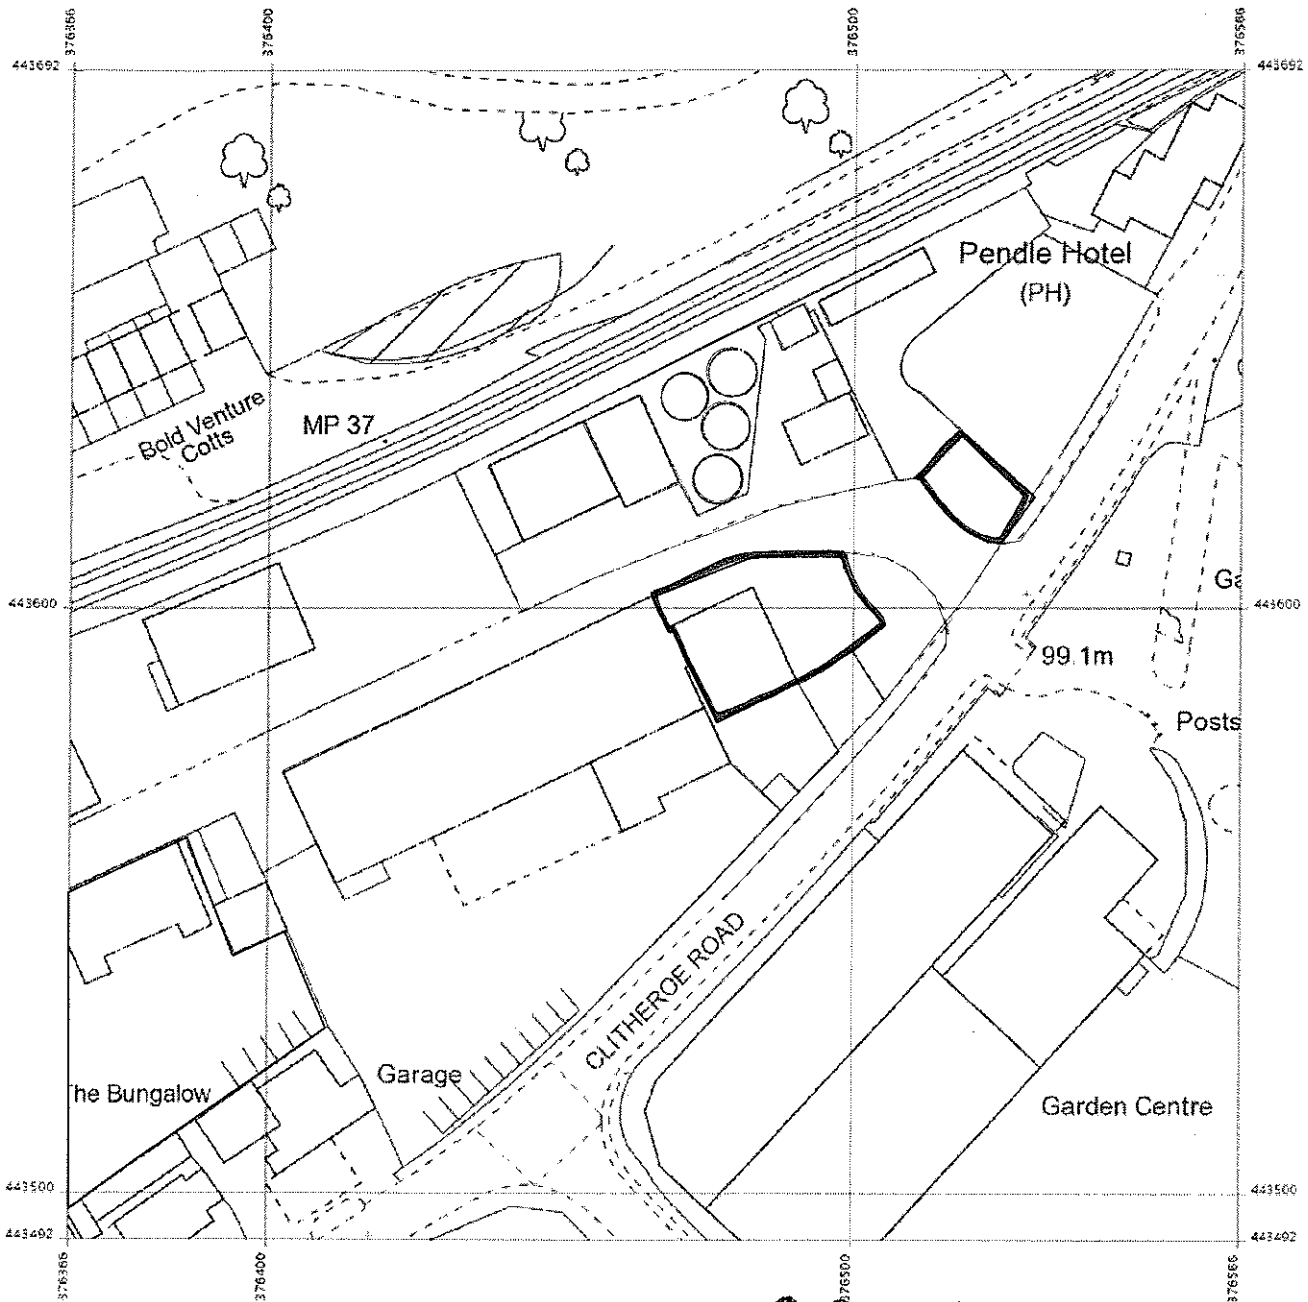 376366
376400
376500
376566
443692
443692
Pendle Hotel
(PH)
Bold Venture
Cotts
MP 37
443600
443600
Ga
99.1m
Posts
CLITHEROE ROAD
Garage
he Bungalow
Garden Centre
443500
443500
443492
443492
376366
376400
376500
376566